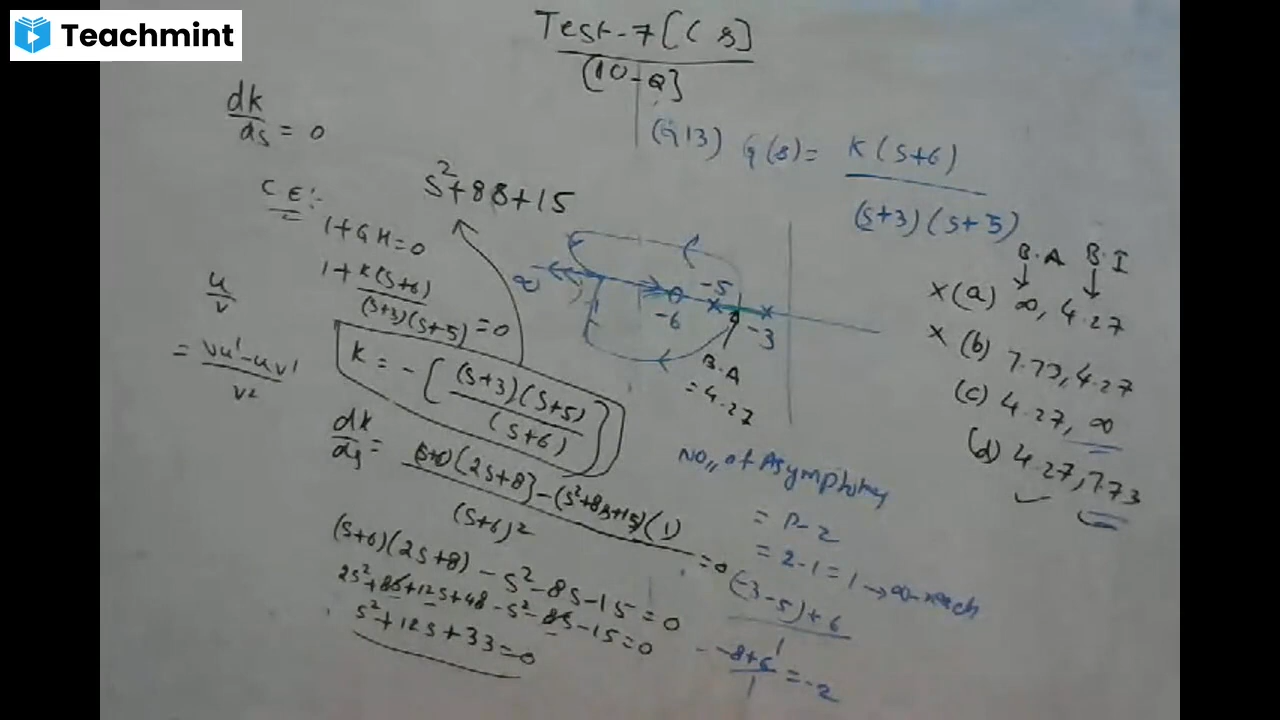 Teachmint
Test-7 [C s]
(10-Q)
dk/ds = 0
(Q13) G(s) = K(s+6)
(s+3)(s+5)
C E:-
s²+8s+15
1+GH=0
1+K(s+6)/(s+3)(s+5) =0
u/v
= vu'-uv'/v²
K = -[(s+3)(s+5)/(s+6)]
dk/ds = (s+6)(2s+8)-(s²+8s+15)(1)
(s+6)²
=0
(s+6)(2s+8) - s²-8s-15=0
2s²+8s+12s+48-s²-8s-15=0
s²+12s+33=0
∞
-6
-5
-3
B.A
=4.27
B.A B.I
x (a) ∞, 4.27
x (b) 7.73, 4.27
(c) 4.27, ∞
(d) 4.27, 7.73
No,, of Asymptotes
= P-Z
= 2-1=1 → ∞ reach
(-3-5)+6
1
-8+6/1 = -2